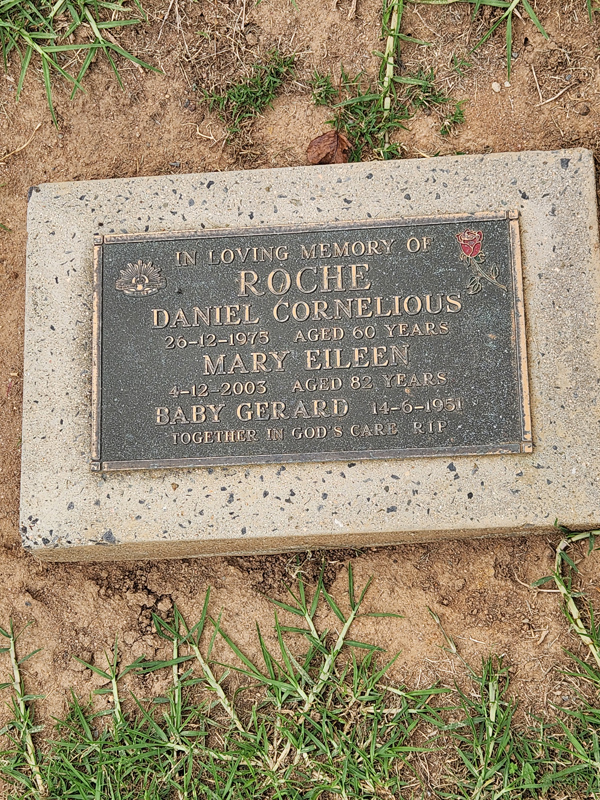 IN LOVING MEMORY OF
ROCHE
DANIEL CORNELIOUS
26-12-1975 AGED 60 YEARS
MARY EILEEN
4-12-2003 AGED 82 YEARS
BABY GERARD 14-6-1951
TOGETHER IN GOD'S CARE RIP